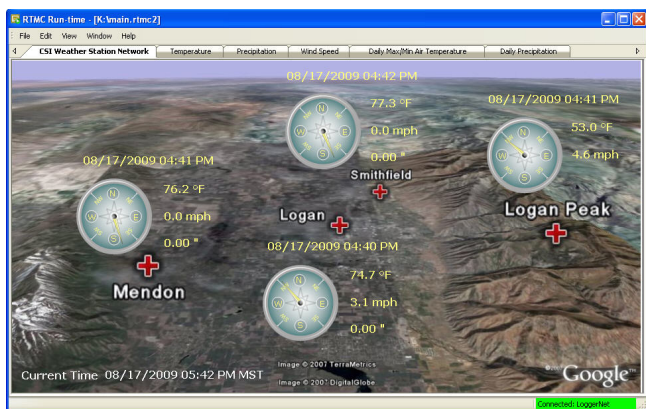 RTMC Run-time - [K:\main.rtmc2]
File Edit View Window Help
CSI Weather Station Network Temperature Precipitation Wind Speed Daily Max/Min Air Temperature Daily Precipitation
08/17/2009 04:42 PM
77.3 °F
0.0 mph
0.00 "
N
E
S
W
Smithfield
08/17/2009 04:41 PM
53.0 °F
4.6 mph
N
E
S
W
Logan Peak
08/17/2009 04:41 PM
76.2 °F
0.0 mph
0.00 "
N
E
S
W
Mendon
Logan
08/17/2009 04:40 PM
74.7 °F
3.1 mph
0.00 "
N
E
S
W
Image © 2007 TerraMetrics
Image © 2007 DigitalGlobe
Current Time 08/17/2009 05:42 PM MST
Google
Connected: LoggerNet